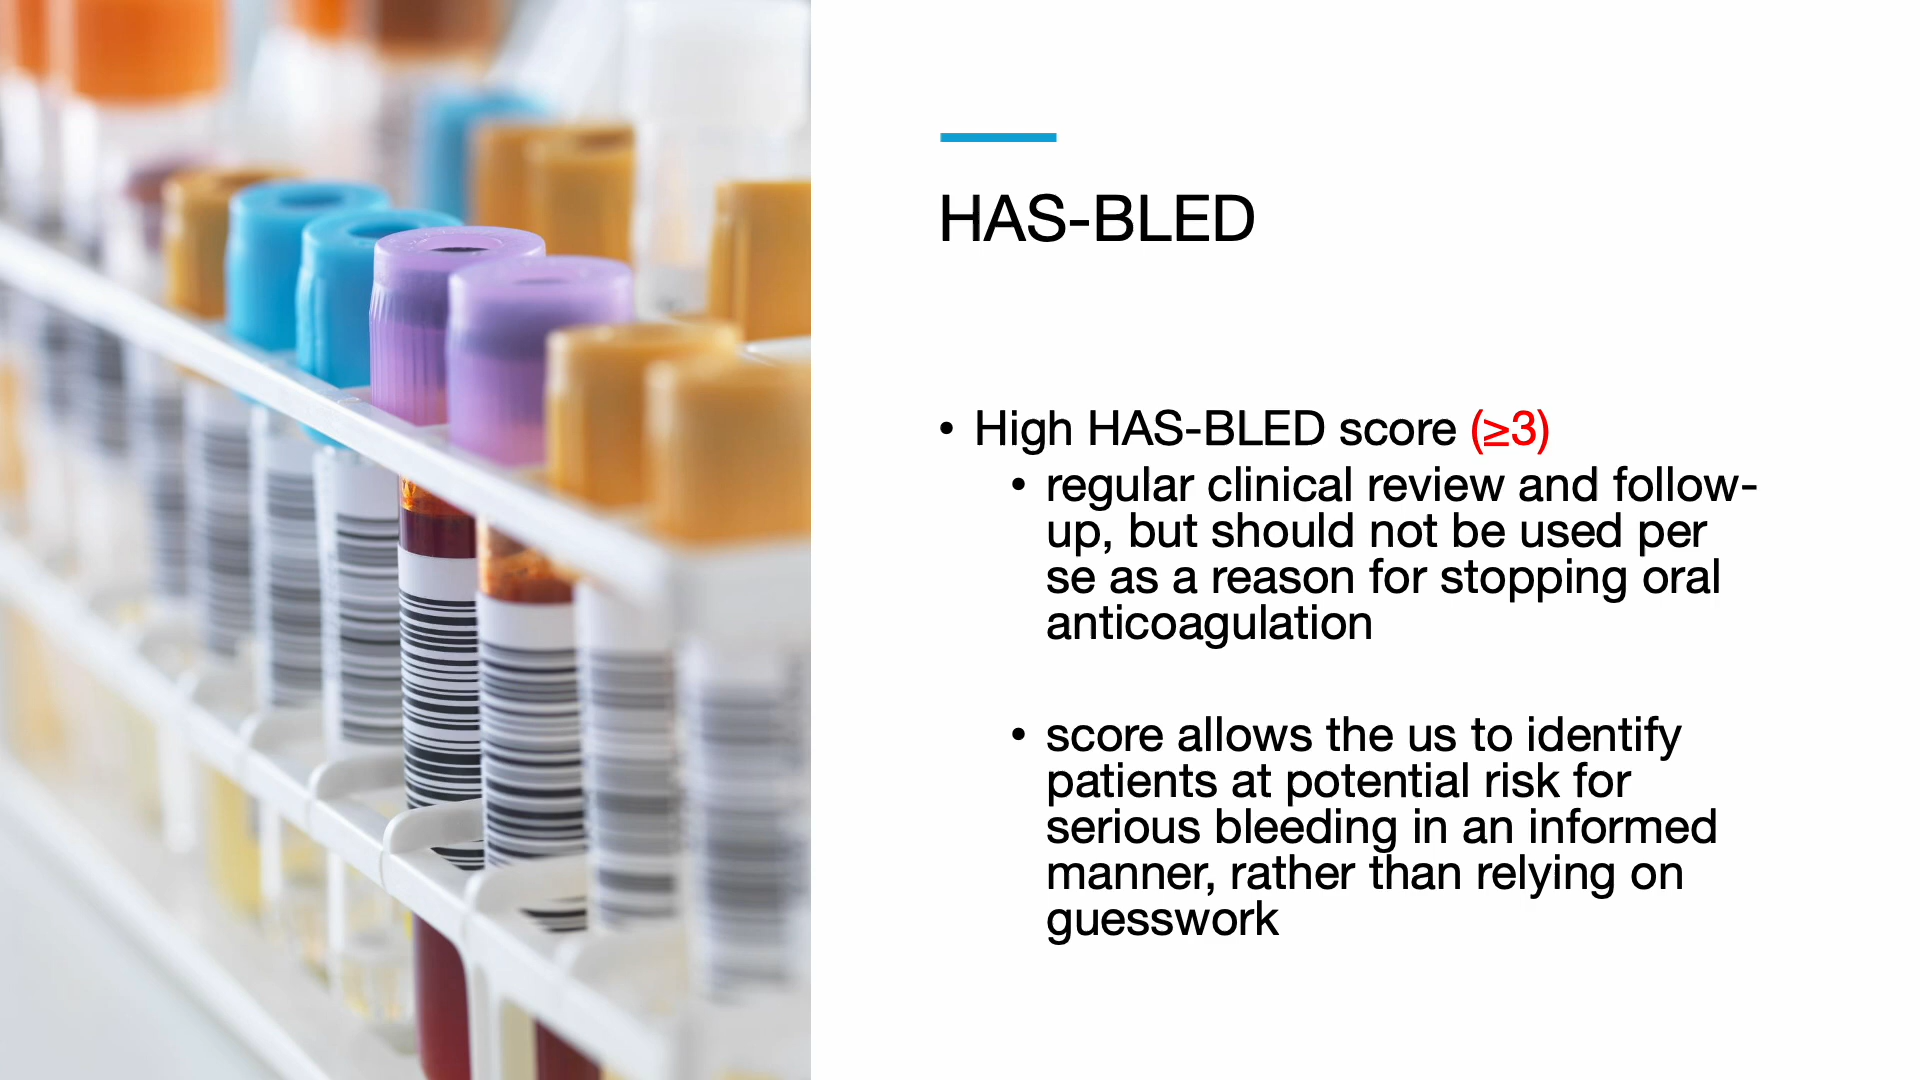 HAS-BLED
• High HAS-BLED score (≥3)
• regular clinical review and follow-
up, but should not be used per
se as a reason for stopping oral
anticoagulation
• score allows the us to identify
patients at potential risk for
serious bleeding in an informed
manner, rather than relying on
guesswork